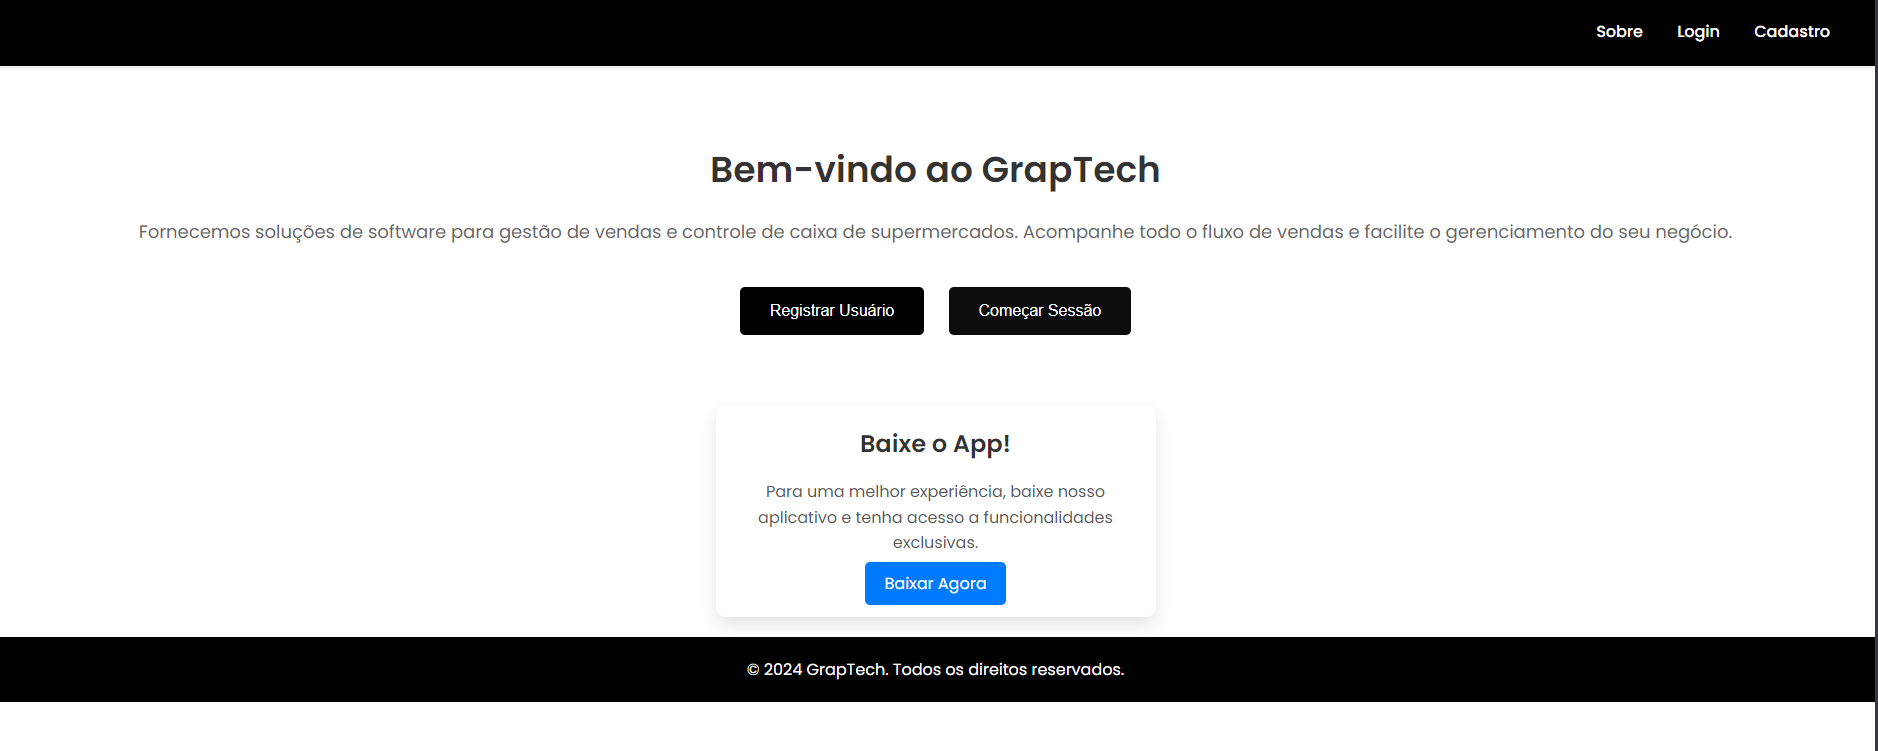 Sobre Login Cadastro
Bem-vindo ao GrapTech
Fornecemos soluções de software para gestão de vendas e controle de caixa de supermercados. Acompanhe todo o fluxo de vendas e facilite o gerenciamento do seu negócio.
Registrar Usuário Começar Sessão
Baixe o App!
Para uma melhor experiência, baixe nosso
aplicativo e tenha acesso a funcionalidades
exclusivas.
Baixar Agora
© 2024 GrapTech. Todos os direitos reservados.